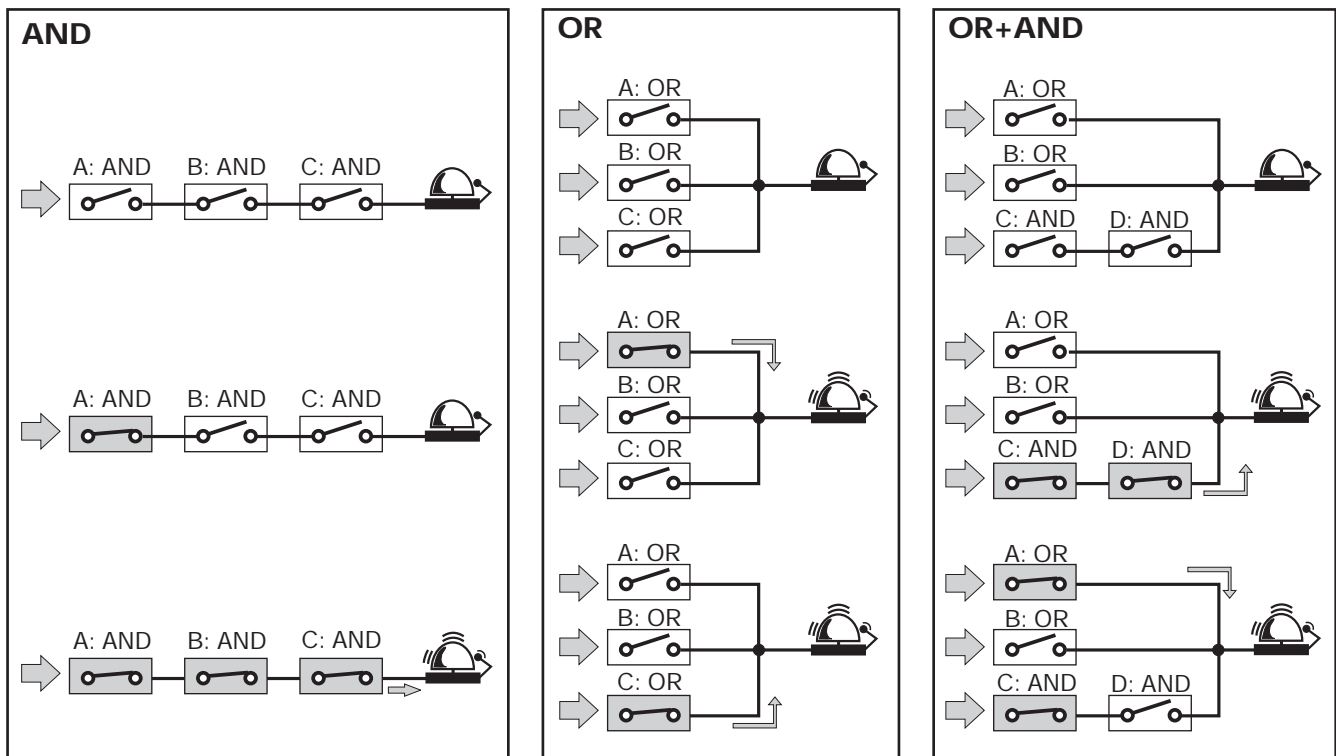 AND
A: AND B: AND C: AND
A: AND B: AND C: AND
A: AND B: AND C: AND
OR
A: OR
B: OR
C: OR
A: OR
B: OR
C: OR
A: OR
B: OR
C: OR
OR+AND
A: OR
B: OR
C: AND D: AND
A: OR
B: OR
C: AND D: AND
A: OR
B: OR
C: AND D: AND